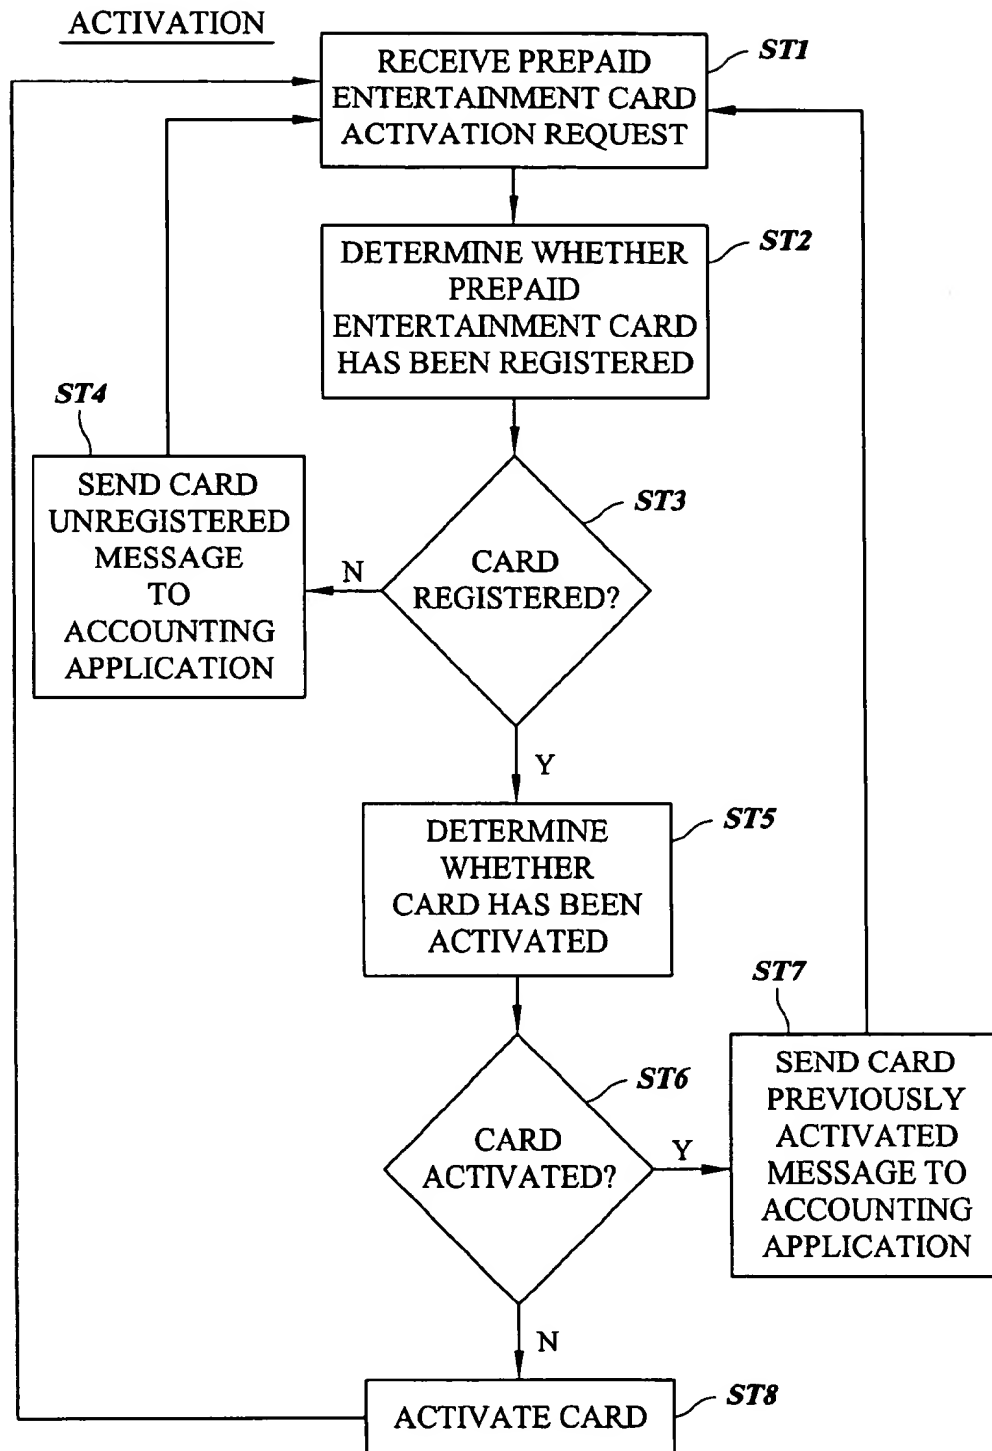 ACTIVATION
RECEIVE PREPAID
ENTERTAINMENT CARD
ACTIVATION REQUEST
ST1
DETERMINE WHETHER
PREPAID
ENTERTAINMENT CARD
HAS BEEN REGISTERED
ST2
ST4
SEND CARD
UNREGISTERED
MESSAGE
TO
ACCOUNTING
APPLICATION
N
CARD
REGISTERED?
ST3
Y
DETERMINE
WHETHER
CARD HAS BEEN
ACTIVATED
ST5
CARD
ACTIVATED?
ST6
Y
ST7
SEND CARD
PREVIOUSLY
ACTIVATED
MESSAGE TO
ACCOUNTING
APPLICATION
N
ACTIVATE CARD
ST8